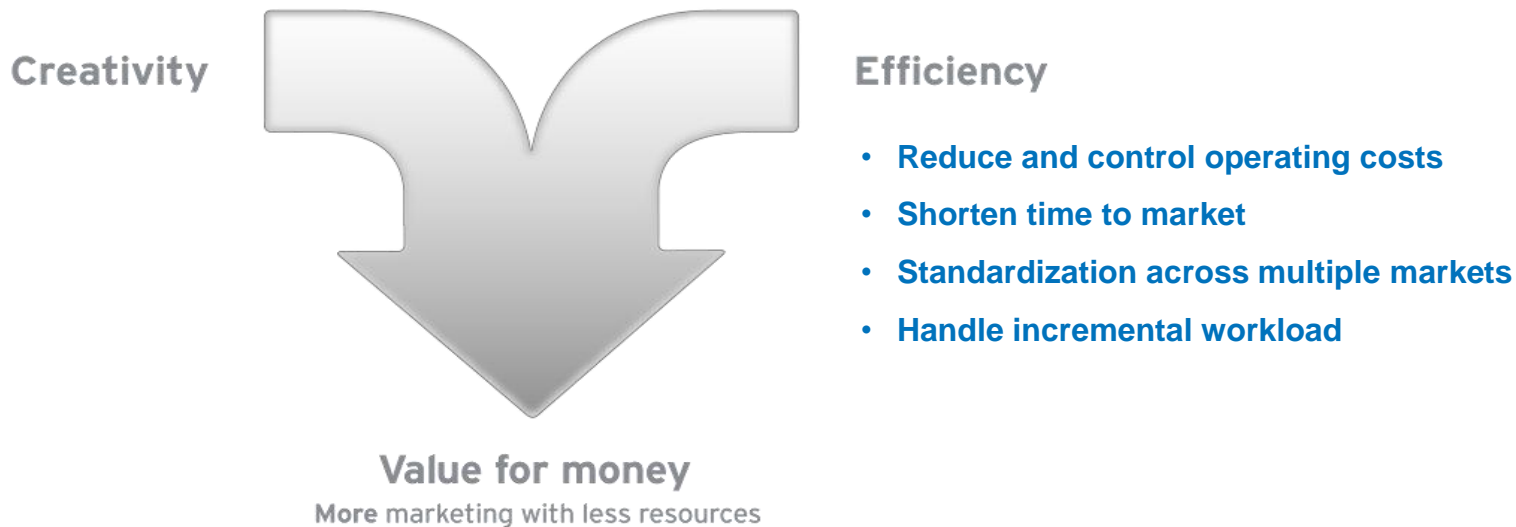 Creativity
Efficiency
• Reduce and control operating costs
• Shorten time to market
• Standardization across multiple markets
• Handle incremental workload
Value for money
More marketing with less resources